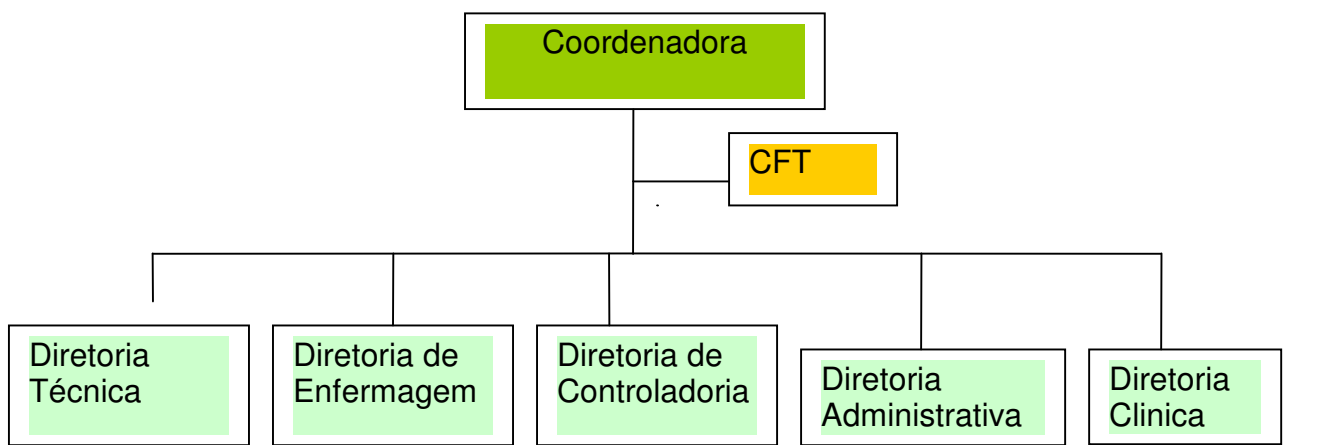 Coordenadora
CFT
Diretoria
Técnica
Diretoria de
Enfermagem
Diretoria de
Controladoria
Diretoria
Administrativa
Diretoria
Clinica